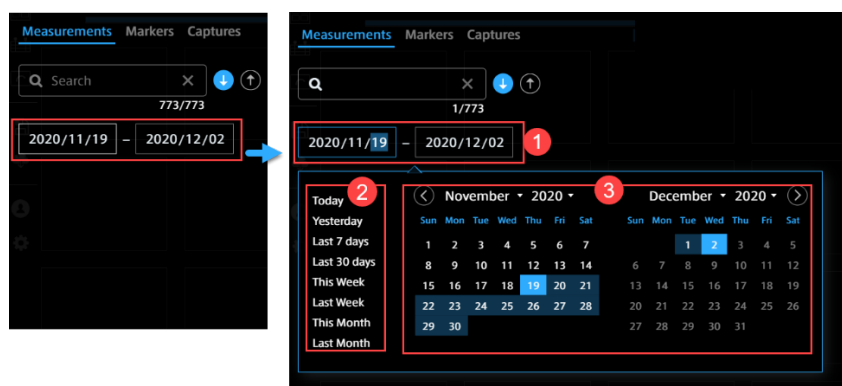 Measurements Markers Captures
Search
773/773
2020/11/19 – 2020/12/02
Measurements Markers Captures
1/773
2020/11/19 – 2020/12/02
1
2
Today
Yesterday
Last 7 days
Last 30 days
This Week
Last Week
This Month
Last Month
3
November 2020
Sun Mon Tue Wed Thu Fri Sat
1 2 3 4 5 6 7
8 9 10 11 12 13 14
15 16 17 18 19 20 21
22 23 24 25 26 27 28
29 30
December 2020
Sun Mon Tue Wed Thu Fri Sat
1 2 3 4 5
6 7 8 9 10 11 12
13 14 15 16 17 18 19
20 21 22 23 24 25 26
27 28 29 30 31